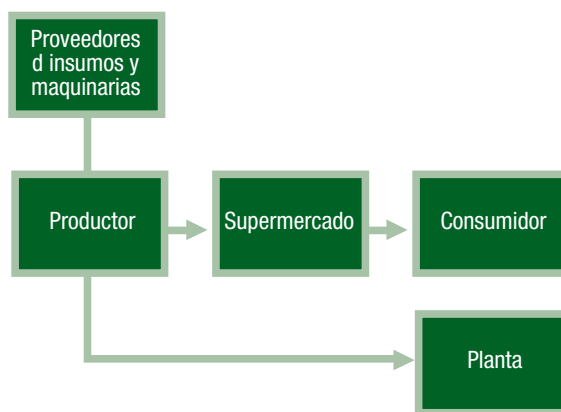 Proveedores
d insumos y
maquinarias
Productor
Supermercado
Consumidor
Planta